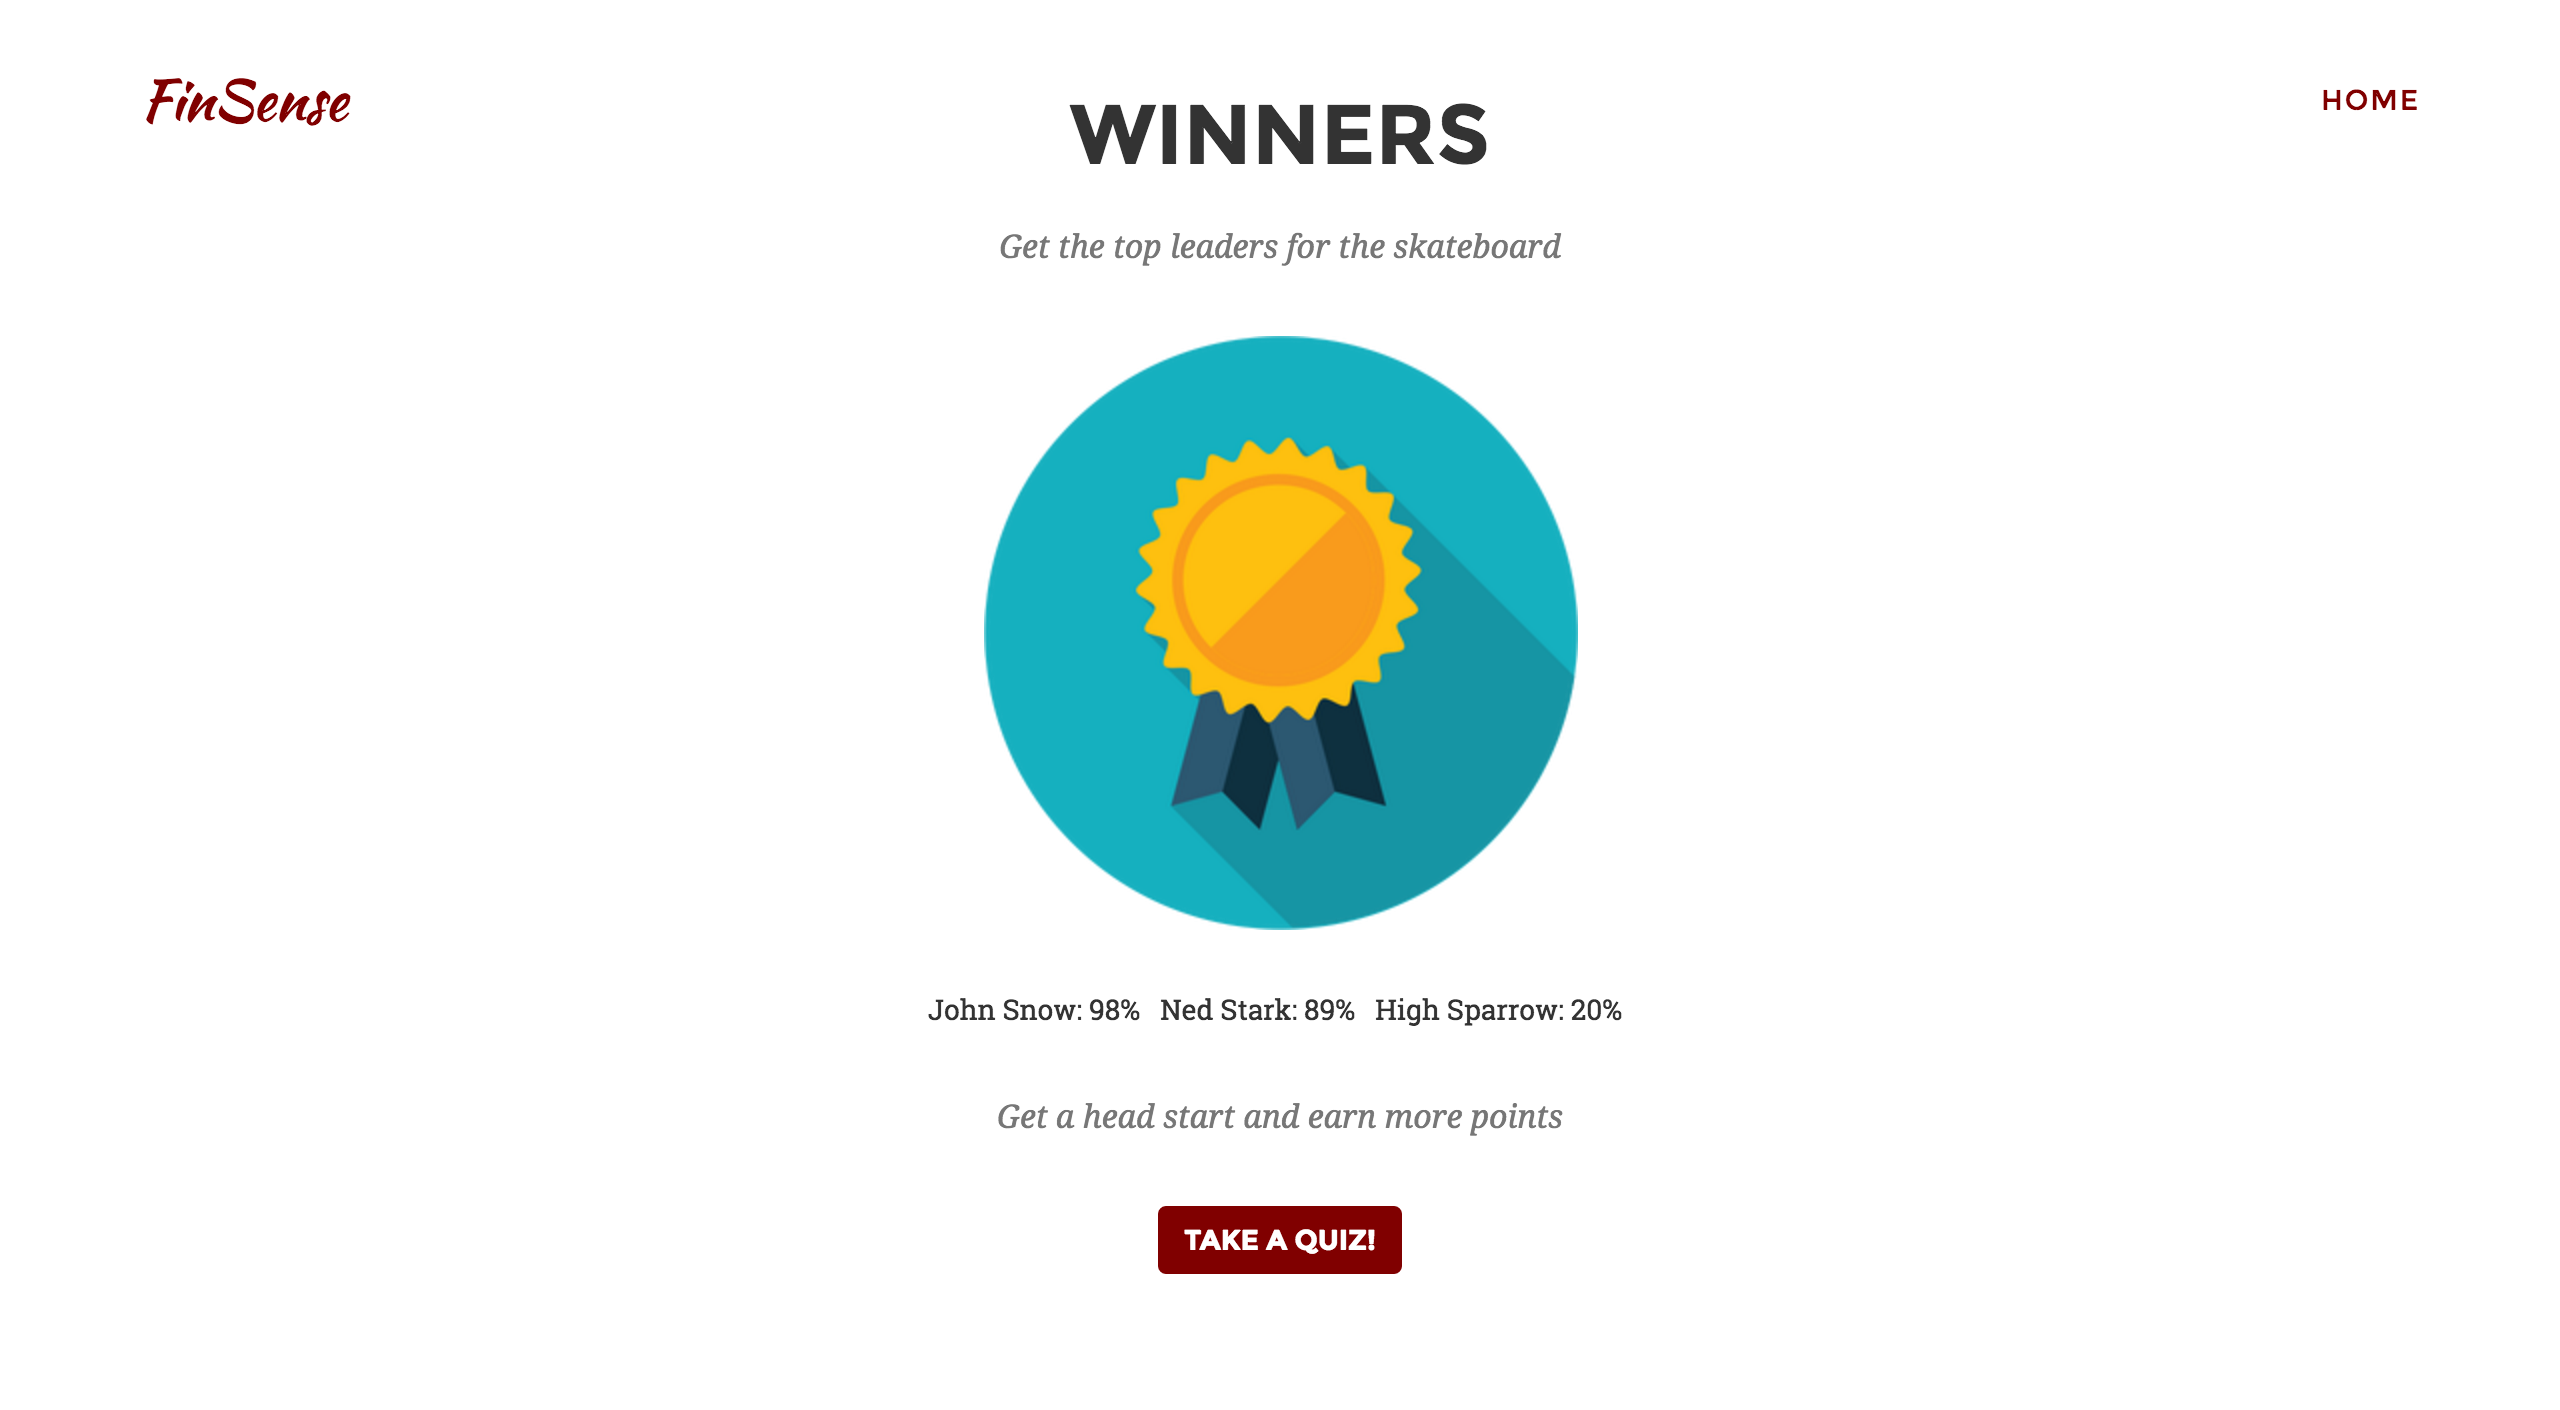 FinSense
HOME
WINNERS
Get the top leaders for the skateboard
John Snow: 98% Ned Stark: 89% High Sparrow: 20%
Get a head start and earn more points
TAKE A QUIZ!